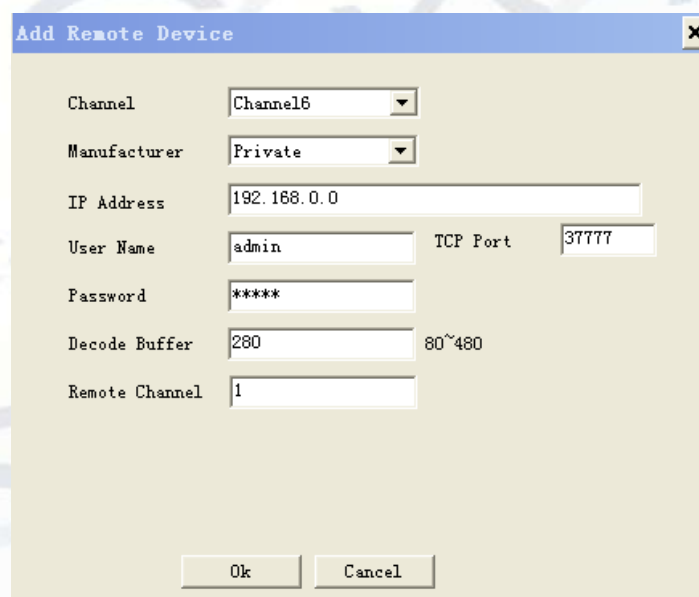 Add Remote Device
Channel Channel6
Manufacturer Private
IP Address 192.168.0.0
User Name admin TCP Port 37777
Password *****
Decode Buffer 280 80~480
Remote Channel 1
Ok Cancel